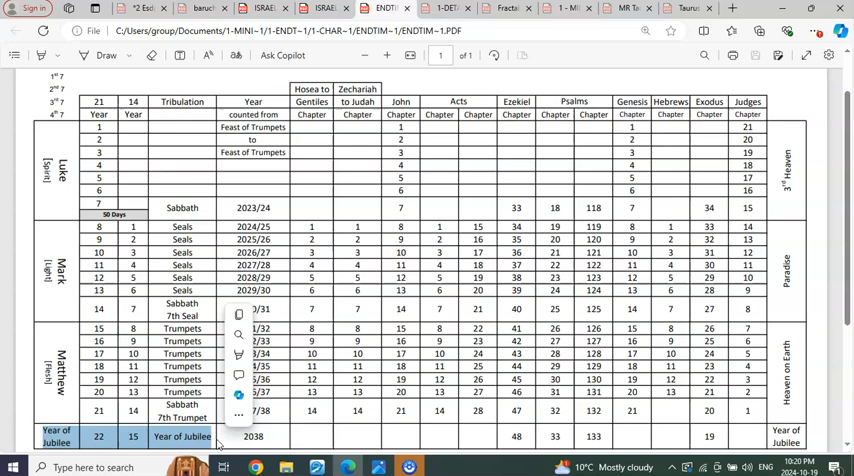 Sign in
*2 Esd
baruch
ISRAEL
ISRAEL
ENDTIM
1-DETA
Fractal
1 - MI
MR Ta
Taurus
File C:/Users/group/Documents/1-MINI~1/1-ENDT~1/1-CHAR~1/ENDTIM~1/ENDTIM~1.PDF
Draw Ask Copilot 1 of 1
1st 7
2nd 7 Hosea to Zechariah
3rd 7 21 14 Tribulation Year Gentiles to Judah John Acts Ezekiel Psalms Genesis Hebrews Exodus Judges
4th 7 Year Year counted from Chapter Chapter Chapter Chapter Chapter Chapter Chapter Chapter Chapter Chapter Chapter Chapter
Luke [Spirit]
1 Feast of Trumpets 1 1 21
2 to 2 2 20
3 Feast of Trumpets 3 3 19
4 4 4 18
5 5 5 17
6 6 6 16
7 Sabbath 2023/24 7 33 18 118 7 34 15
50 Days
3rd Heaven
Mark [Light]
8 1 Seals 2024/25 1 1 8 1 15 34 19 119 8 1 33 14
9 2 Seals 2025/26 2 2 9 2 16 35 20 120 9 2 32 13
10 3 Seals 2026/27 3 3 10 3 17 36 21 121 10 3 31 12
11 4 Seals 2027/28 4 4 11 4 18 37 22 122 11 4 30 11
12 5 Seals 2028/29 5 5 12 5 19 38 23 123 12 5 29 10
13 6 Seals 2029/30 6 6 13 6 20 39 24 124 13 6 28 9
14 7 Sabbath 0/31 7 7 14 7 21 40 25 125 14 7 27 8
7th Seal
Paradise
Matthew [Flesh]
15 8 Trumpets 1/32 8 8 15 8 22 41 26 126 15 8 26 7
16 9 Trumpets 2/33 9 9 16 9 23 42 27 127 16 9 25 6
17 10 Trumpets 3/34 10 10 17 10 24 43 28 128 17 10 24 5
18 11 Trumpets 4/35 11 11 18 11 25 44 29 129 18 11 23 4
19 12 Trumpets 5/36 12 12 19 12 26 45 30 130 19 12 22 3
20 13 Trumpets 6/37 13 13 20 13 27 46 31 131 20 13 21 2
21 14 Sabbath 7/38 14 14 21 14 28 47 32 132 21 20 1
7th Trumpet
Heaven on Earth
Year of Jubilee 22 15 Year of Jubilee 2038 48 33 133 19 Year of Jubilee
Type here to search
10°C Mostly cloudy
ENG
10:20 PM
2024-10-19